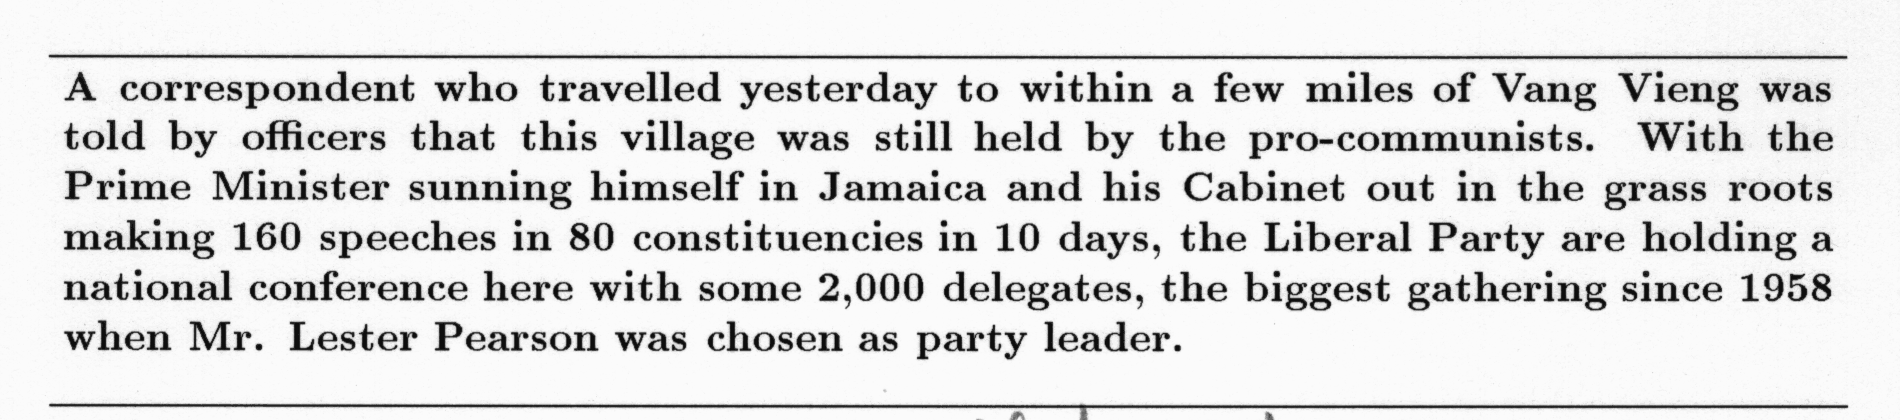 A correspondent who travelled yesterday to within a few miles of Vang Vieng was
told by officers that this village was still held by the pro-communists. With the
Prime Minister sunning himself in Jamaica and his Cabinet out in the grass roots
making 160 speeches in 80 constituencies in 10 days, the Liberal Party are holding a
national conference here with some 2,000 delegates, the biggest gathering since 1958
when Mr. Lester Pearson was chosen as party leader.